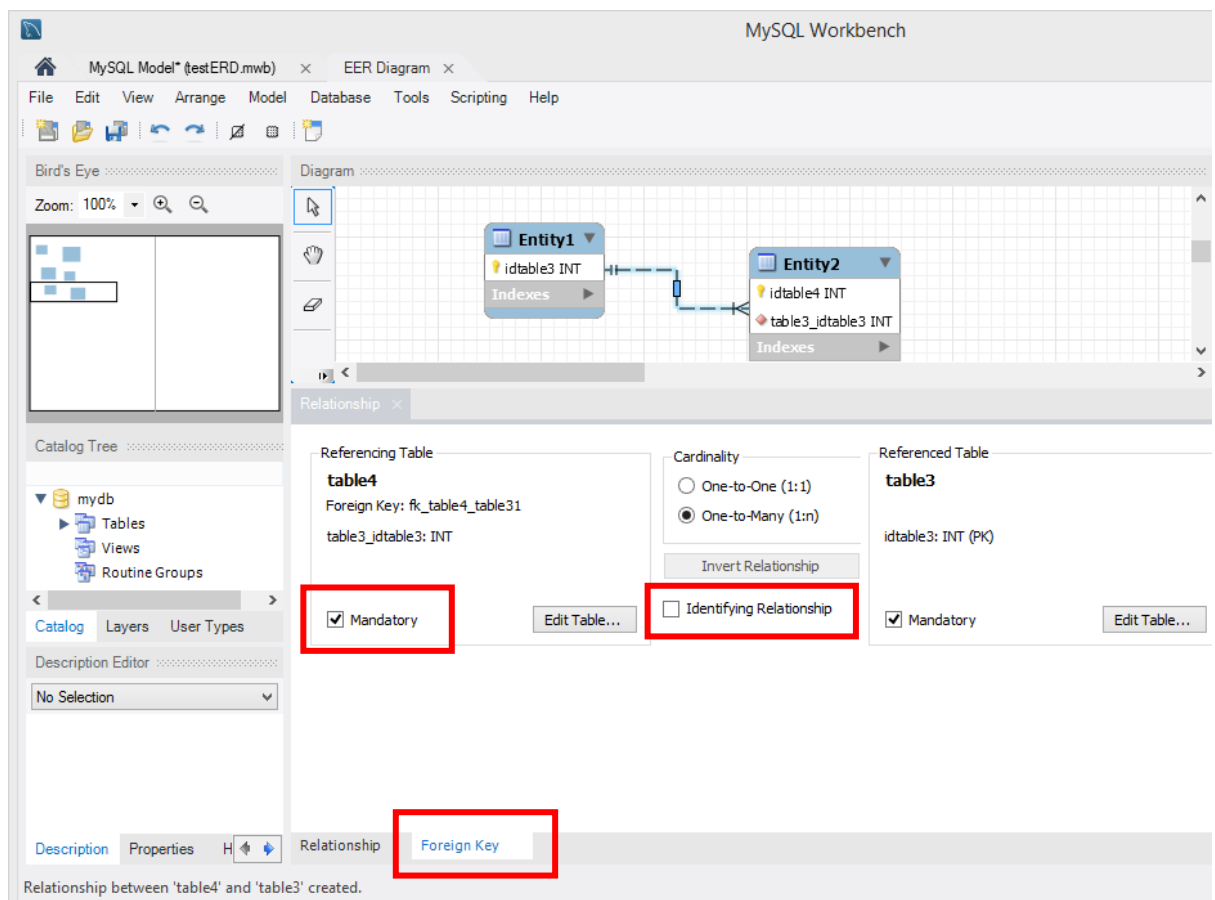 MySQL Workbench
MySQL Model* (testERD.mwb) × EER Diagram ×
File Edit View Arrange Model Database Tools Scripting Help
Bird's Eye
Zoom: 100%
Diagram
Entity1
idtable3 INT
Indexes
Entity2
idtable4 INT
table3_idtable3 INT
Indexes
Relationship ×
Catalog Tree
mydb
Tables
Views
Routine Groups
Catalog Layers User Types
Description Editor
No Selection
Description Properties H
Referencing Table
table4
Foreign Key: fk_table4_table31
table3_idtable3: INT
Mandatory
Edit Table...
Cardinality
One-to-One (1:1)
One-to-Many (1:n)
Invert Relationship
Identifying Relationship
Referenced Table
table3
idtable3: INT (PK)
Mandatory
Edit Table...
Relationship Foreign Key
Relationship between 'table4' and 'table3' created.